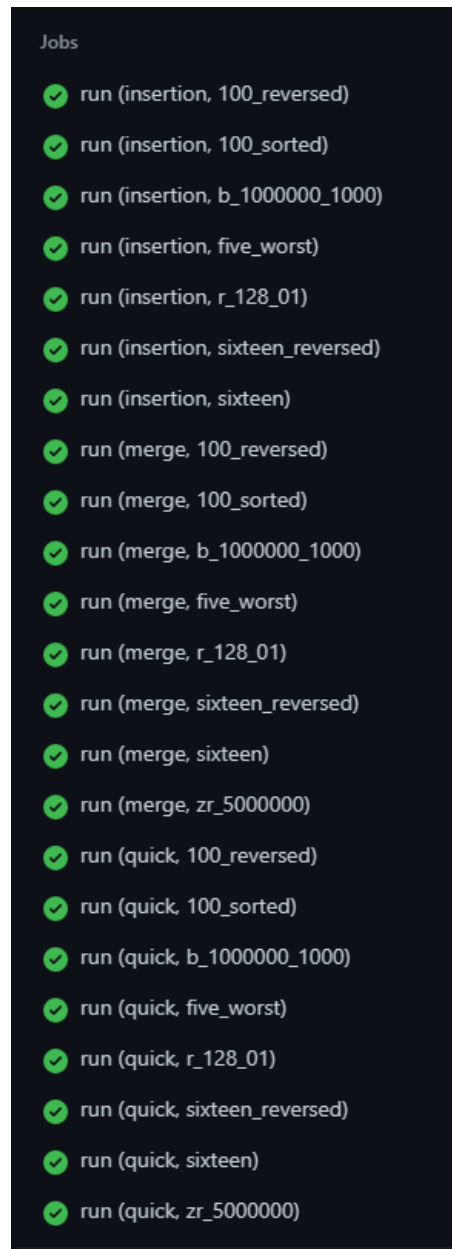 Jobs
run (insertion, 100_reversed)
run (insertion, 100_sorted)
run (insertion, b_1000000_1000)
run (insertion, five_worst)
run (insertion, r_128_01)
run (insertion, sixteen_reversed)
run (insertion, sixteen)
run (merge, 100_reversed)
run (merge, 100_sorted)
run (merge, b_1000000_1000)
run (merge, five_worst)
run (merge, r_128_01)
run (merge, sixteen_reversed)
run (merge, sixteen)
run (merge, zr_5000000)
run (quick, 100_reversed)
run (quick, 100_sorted)
run (quick, b_1000000_1000)
run (quick, five_worst)
run (quick, r_128_01)
run (quick, sixteen_reversed)
run (quick, sixteen)
run (quick, zr_5000000)